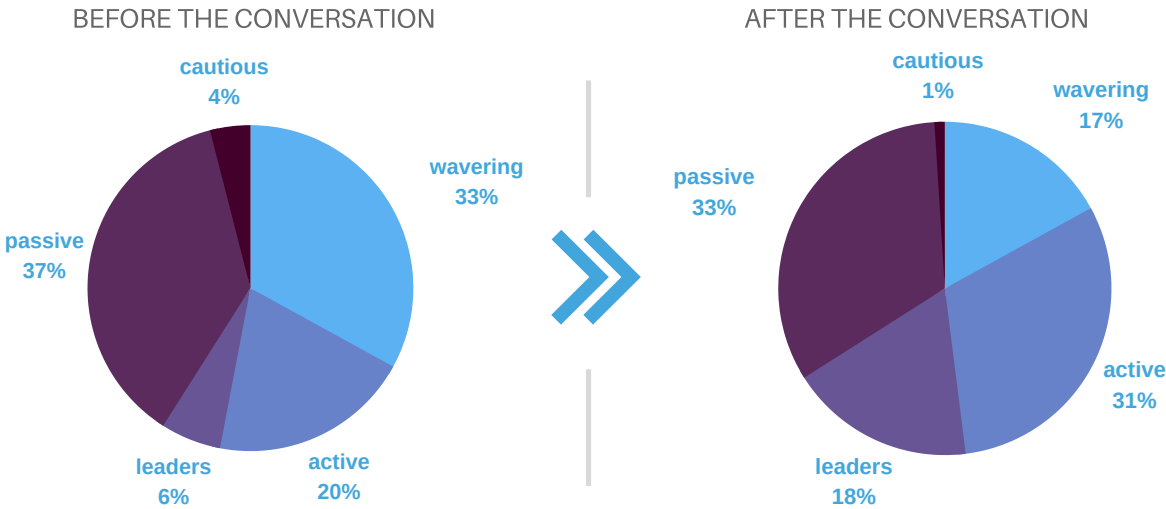 BEFORE THE CONVERSATION
cautious
4%
wavering
33%
passive
37%
leaders
6%
active
20%
AFTER THE CONVERSATION
cautious
1%
wavering
17%
passive
33%
active
31%
leaders
18%